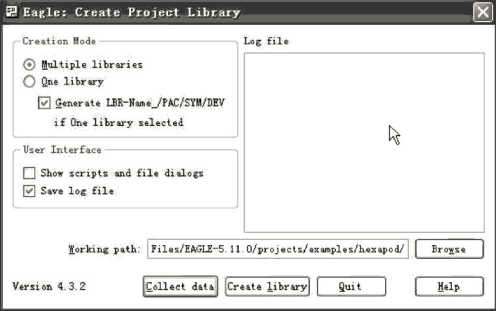 Eagle: Create Project Library
Creation Mode
Multiple libraries
One library
Generate LBR-Name_/PAC/SYM/DEV
if One library selected
User Interface
Show scripts and file dialogs
Save log file
Log file
Working path: Files/EAGLE-5.11.0/projects/examples/hexapod/ Browse
Version 4.3.2 Collect data Create library Quit Help